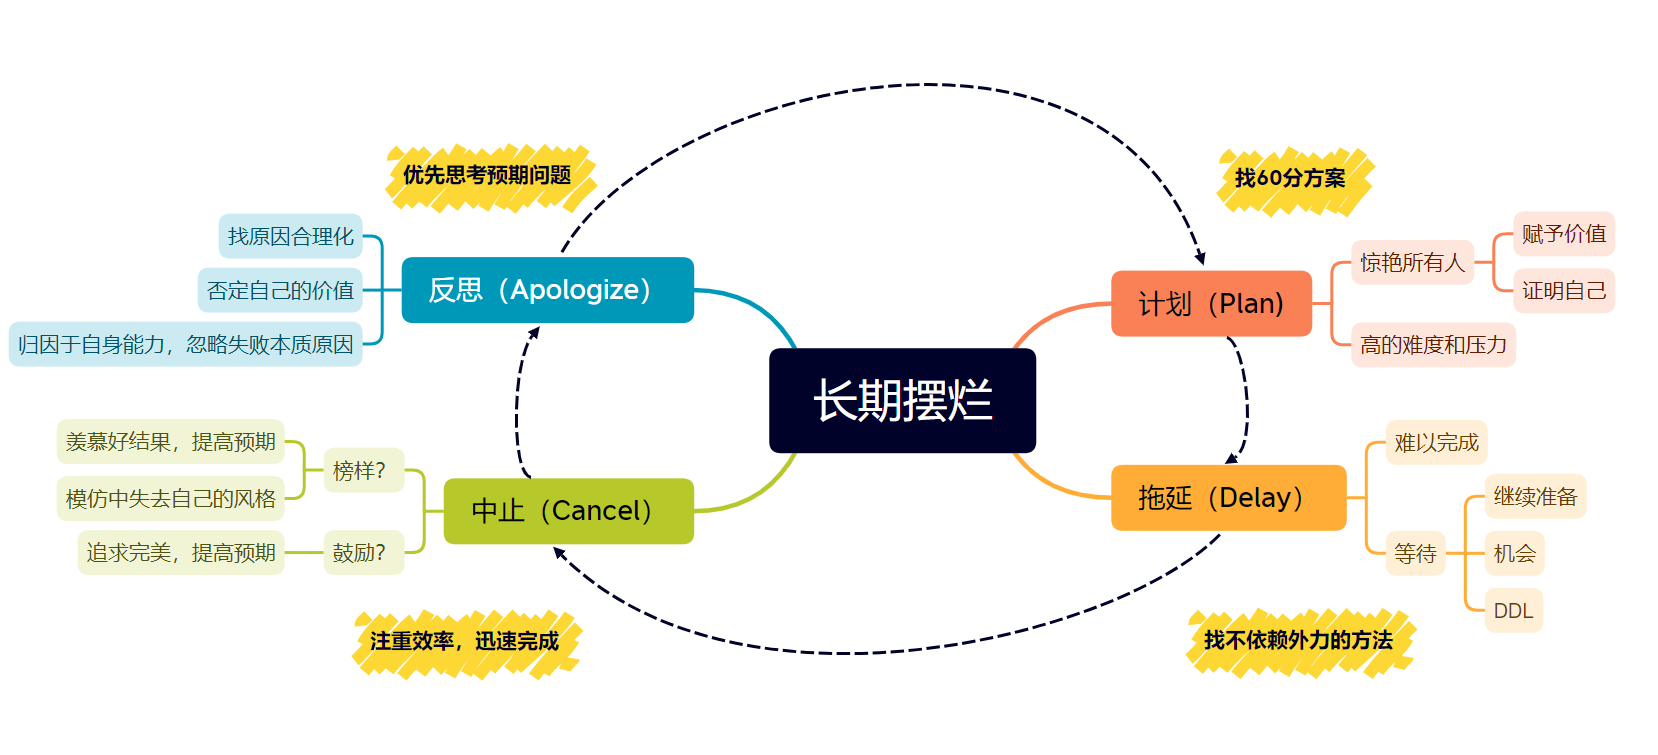 优先思考预期问题
找60分方案
找原因合理化
否定自己的价值
归因于自身能力，忽略失败本质原因
反思（Apologize）
计划（Plan)
惊艳所有人
赋予价值
证明自己
高的难度和压力
长期摆烂
羡慕好结果，提高预期
模仿中失去自己的风格
榜样？
追求完美，提高预期
鼓励？
中止（Cancel）
拖延（Delay）
难以完成
等待
继续准备
机会
DDL
注重效率，迅速完成
找不依赖外力的方法